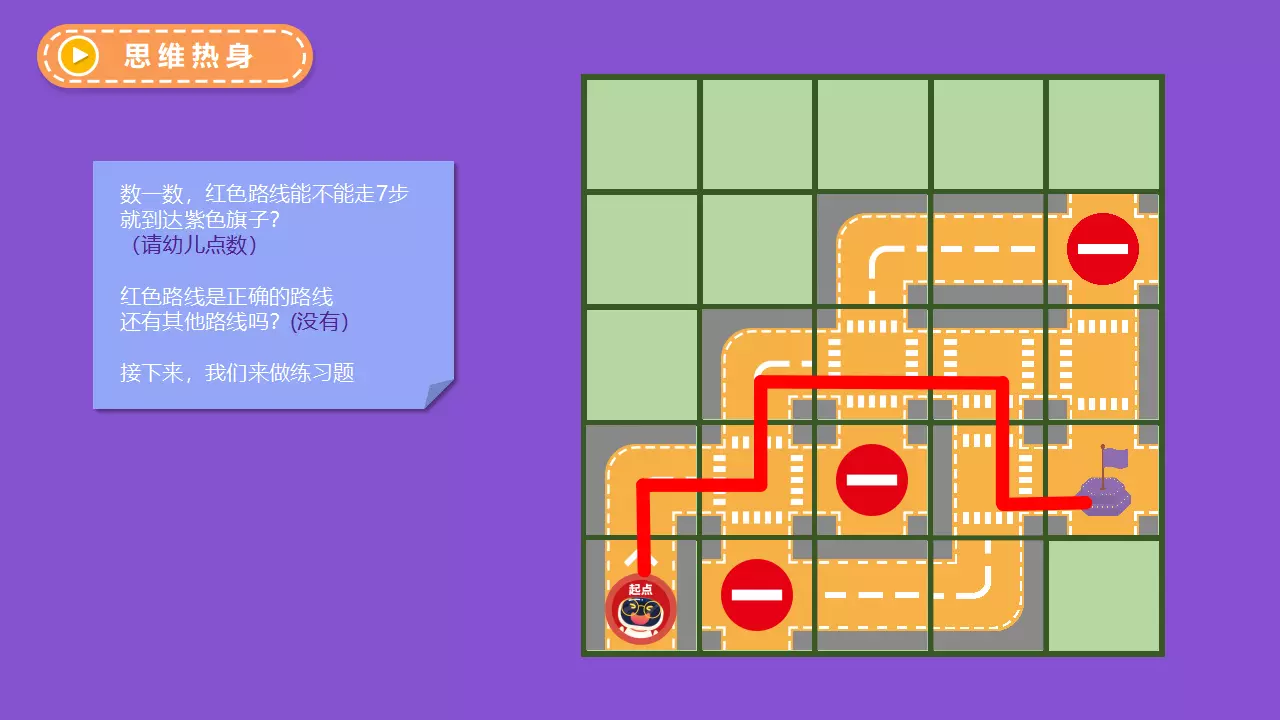 思维热身
数一数，红色路线能不能走7步
就到达紫色旗子？
（请幼儿点数）
红色路线是正确的路线
还有其他路线吗？(没有）
接下来，我们来做练习题
起点